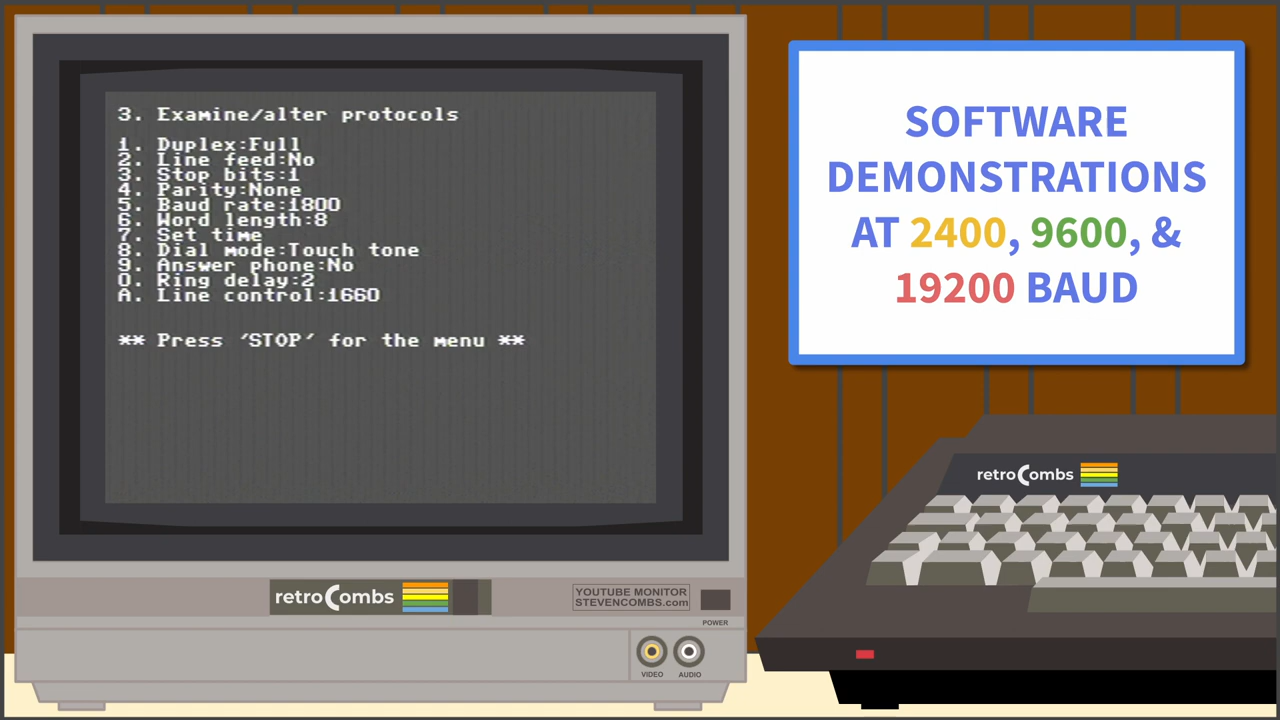 3. Examine/alter protocols
1. Duplex:Full
2. Line feed:No
3. Stop bits:1
4. Parity:None
5. Baud rate:1800
6. Word length:8
7. Set time
8. Dial mode:Touch tone
9. Answer phone:No
0. Ring delay:2
A. Line control:1660
** Press 'STOP' for the menu **
SOFTWARE
DEMONSTRATIONS
AT 2400, 9600, &
19200 BAUD
retroCombs
retroCombs
YOUTUBE MONITOR
STEVENCOMBS.com
POWER
VIDEO
AUDIO